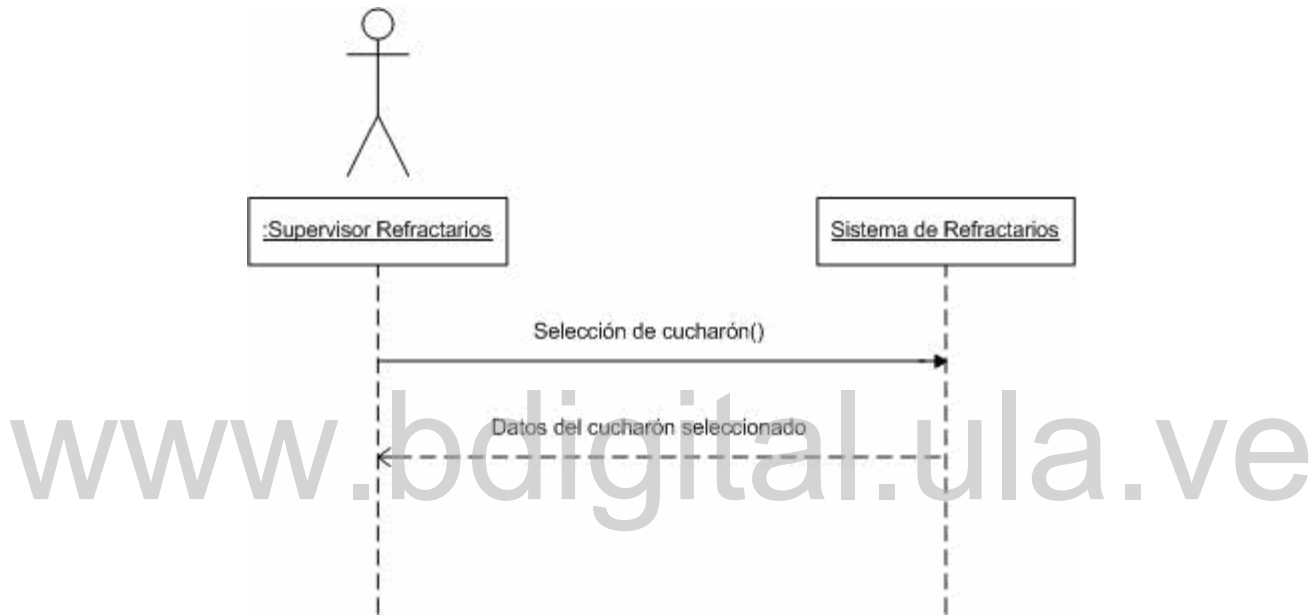 :Supervisor Refractarios
Sistema de Refractarios
Selección de cucharón()
Datos del cucharón seleccionado
www.bdigital.ula.ve